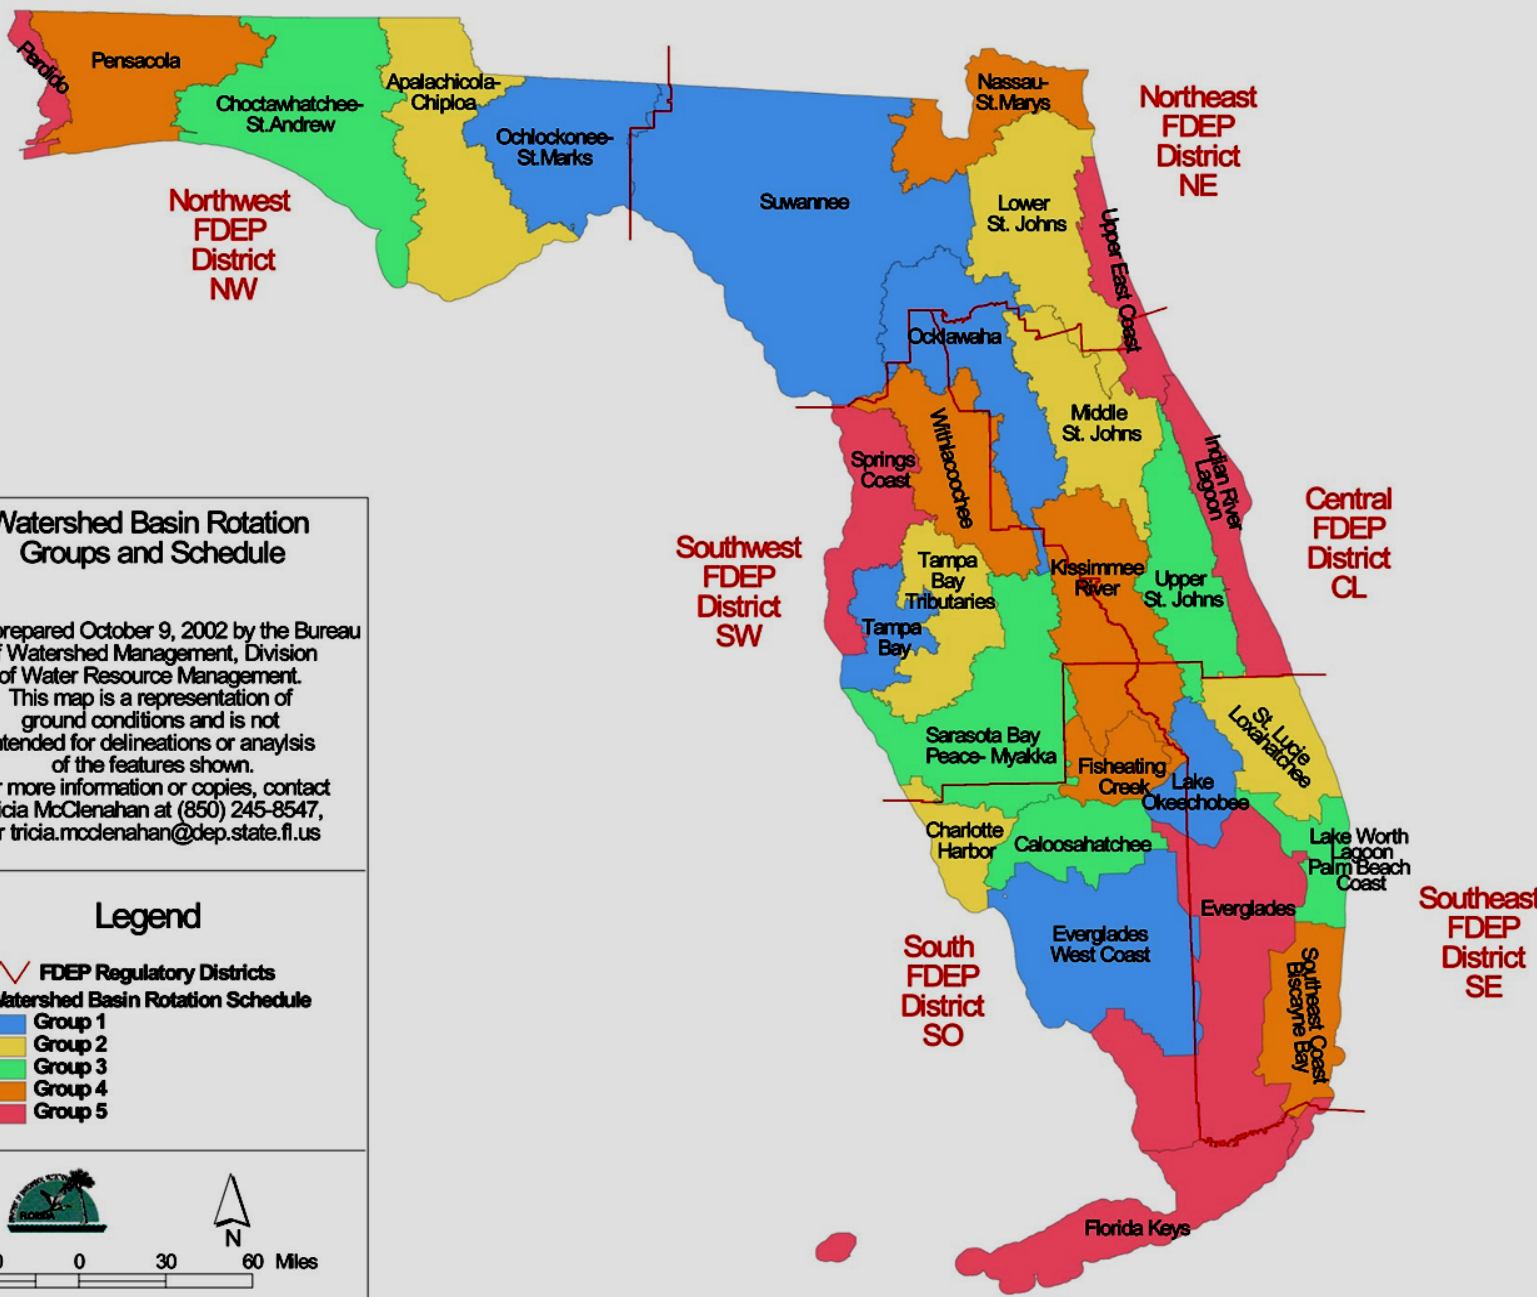 Perdido
Pensacola
Choctawhatchee-
St.Andrew
Apalachicola-
Chiploa
Ochlockonee-
St.Marks
Suwannee
Nassau-
St.Marys
Northeast
FDEP
District
NE
Lower
St. Johns
Upper East Coast
Northwest
FDEP
District
NW
Ocklawaha
Middle
St. Johns
Withlacoochee
Springs
Coast
Indian River
Lagoon
Central
FDEP
District
CL
Southwest
FDEP
District
SW
Tampa
Bay
Tributaries
Tampa
Bay
Kissimmee
River
Upper
St. Johns
Sarasota Bay
Peace- Myakka
St. Lucie
Loxahatchee
Fisheating
Creek
Lake
Okeechobee
Charlotte
Harbor
Caloosahatchee
Lake Worth
Lagoon
Palm Beach
Coast
Everglades
Everglades
West Coast
South
FDEP
District
SO
Southeast Coast
Biscayne Bay
Southeast
FDEP
District
SE
Florida Keys
Watershed Basin Rotation
Groups and Schedule
prepared October 9, 2002 by the Bureau
f Watershed Management, Division
of Water Resource Management.
This map is a representation of
ground conditions and is not
ntended for delineations or anaylsis
of the features shown.
r more information or copies, contact
icia McClenahan at (850) 245-8547,
r tricia.mcclenahan@dep.state.fl.us
Legend
FDEP Regulatory Districts
Watershed Basin Rotation Schedule
Group 1
Group 2
Group 3
Group 4
Group 5
FLORIDA
N
0 0 30 60 Miles